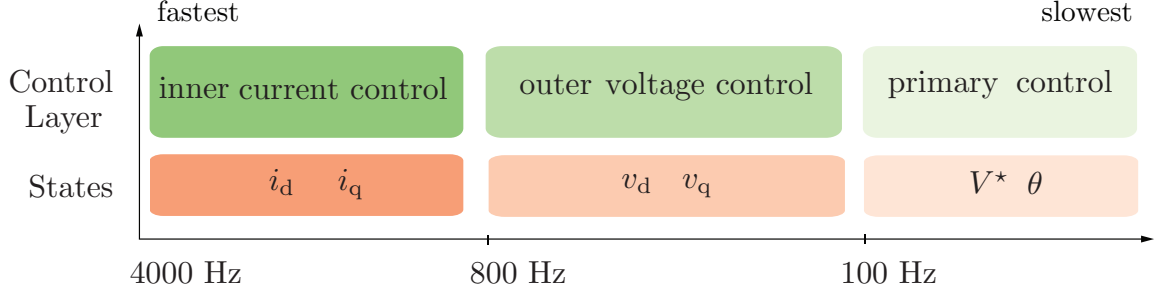 fastest slowest
Control Layer inner current control outer voltage control primary control
States i_d i_q v_d v_q V* θ
4000 Hz 800 Hz 100 Hz